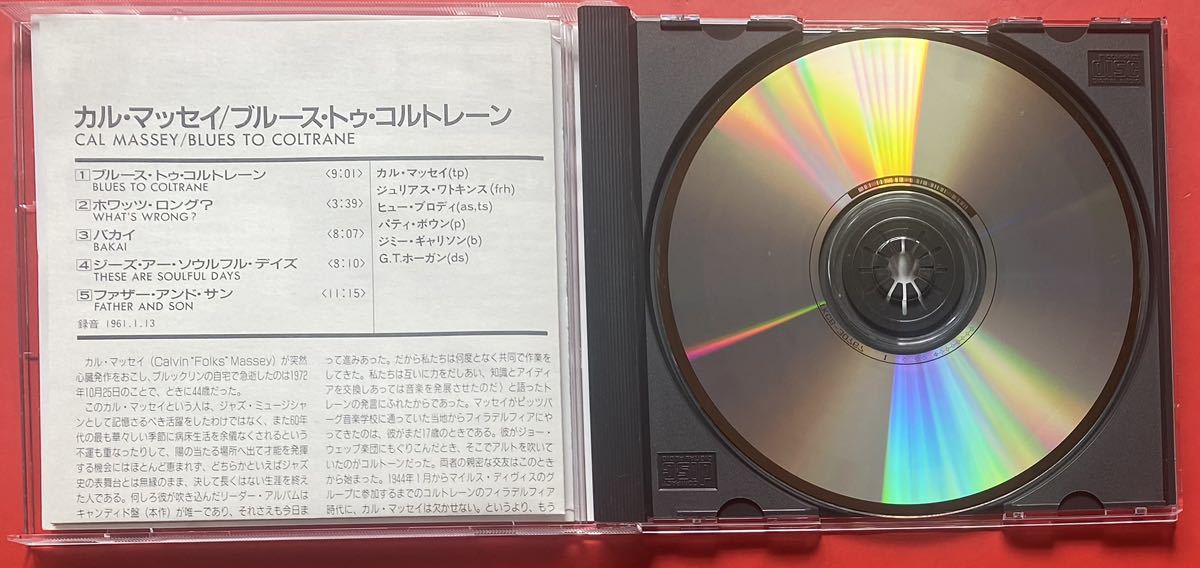 カル・マッセイ/ブルース・トゥ・コルトレーン
CAL MASSEY/BLUES TO COLTRANE
1 ブルース・トゥ・コルトレーン 〈9:01〉
BLUES TO COLTRANE
2 ホワッツ・ロング? 〈3:39〉
WHAT'S WRONG?
3 バカイ 〈8:07〉
BAKAI
4 ジーズ・アー・ソウルフル・デイズ 〈8:10〉
THESE ARE SOULFUL DAYS
5 ファザー・アンド・サン 〈11:15〉
FATHER AND SON
録音 1961.1.13
カル・マッセイ(tp)
ジュリアス・ワトキンス(frh)
ヒュー・ブロディ(as,ts)
パティ・ボウン(p)
ジミー・ギャリソン(b)
G.T.ホーガン(ds)
カル・マッセイ(Calvin"Folks"Massey)が突然
心臓発作をおこし、ブルックリンの自宅で急逝したのは1972
年10月25日のことで、ときに44歳だった。
このカル・マッセイという人は、ジャズ・ミュージシャ
ンとして記憶さるべき活躍をしたわけではなく、また60年
代の最も華々しい季節に病床生活を余儀なくされるという
不運も重なったりして、陽の当たる場所へ出て才能を発揮
する機会にはほとんど恵まれず、どちらかといえばジャズ
史の表舞台とは無縁のまま、決して長くはない生涯を終え
た人である。何しろ彼が吹き込んだリーダー・アルバムは
キャンディド盤(本作)が唯一であり、それさえも今日ま
って進みあった。だから私たちは何度となく共同で作業を
してきた。私たちは互いに力をだしあい、知識とアイディ
アを交換しあっては音楽を発展させたのだ〉と語ったト
レーンの発言にふれたからであった。マッセイがピッツバ
ーグ音楽学校に通っていた当地からフィラデルフィアにや
ってきたのは、彼がまだ17歳のときである。彼がジョー・
ウェッブ楽団にもぐりこんだとき、そこでアルトを吹いて
いたのがコルトーンだった。両者の親密な交友はこのとき
から始まった。1944年1月からマイルス・デイヴィスのグ
ループに参加するまでのコルトレーンのフィラデルフィア
時代に、カル・マッセイは欠かせない。というより、もう
disc
disc